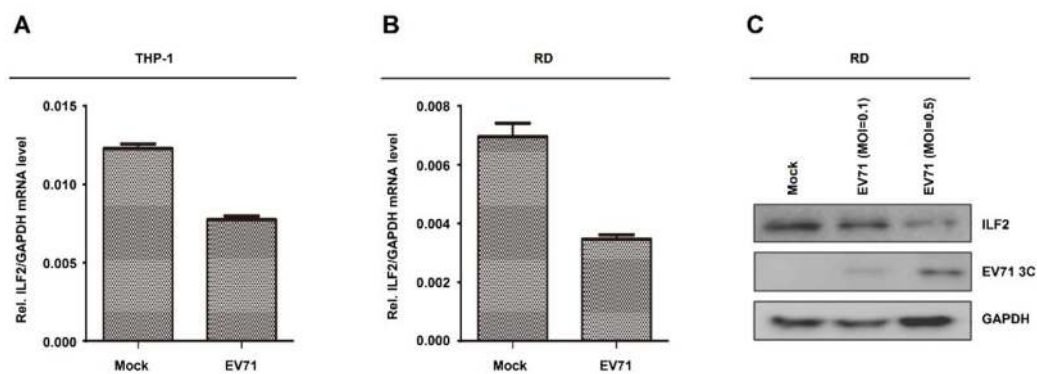 A
THP-1
Rel. ILF2/GAPDH mRNA level
0.015
0.010
0.005
0.000
Mock
EV71
B
RD
Rel. ILF2/GAPDH mRNA level
0.008
0.006
0.004
0.002
0.000
Mock
EV71
C
RD
Mock
EV71 (MOI=0.1)
EV71 (MOI=0.5)
ILF2
EV71 3C
GAPDH